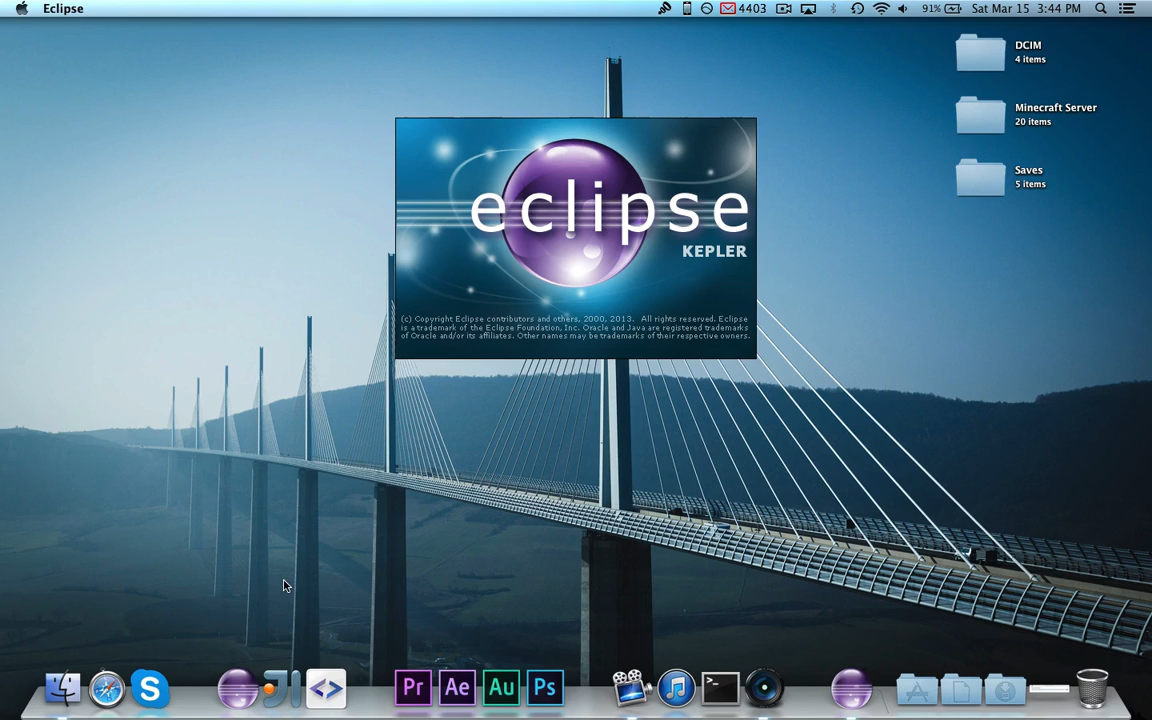 Eclipse
4403
91%
Sat Mar 15 3:44 PM
DCIM
4 items
Minecraft Server
20 items
Saves
5 items
eclipse
KEPLER
(c) Copyright Eclipse contributors and others, 2000, 2013. All rights reserved. Eclipse
is a trademark of the Eclipse Foundation, Inc. Oracle and Java are registered trademarks
of Oracle and/or its affiliates. Other names may be trademarks of their respective owners.
S
JI
<>
Pr
Ae
Au
Ps
>_